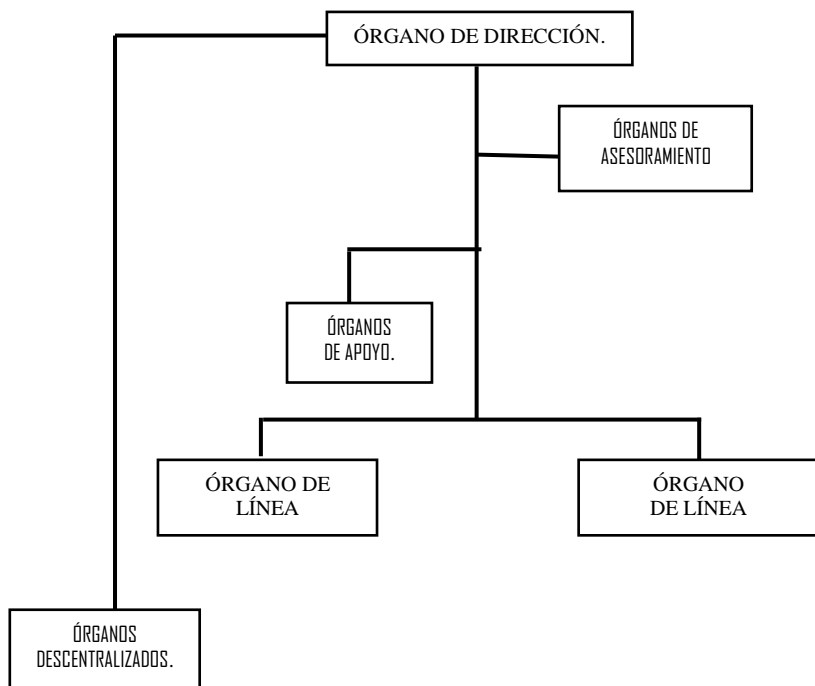 ÓRGANO DE DIRECCIÓN.
ÓRGANOS DE
ASESORAMIENTO
ÓRGANOS
DE APOYO.
ÓRGANO DE
LÍNEA
ÓRGANO
DE LÍNEA
ÓRGANOS
DESCENTRALIZADOS.